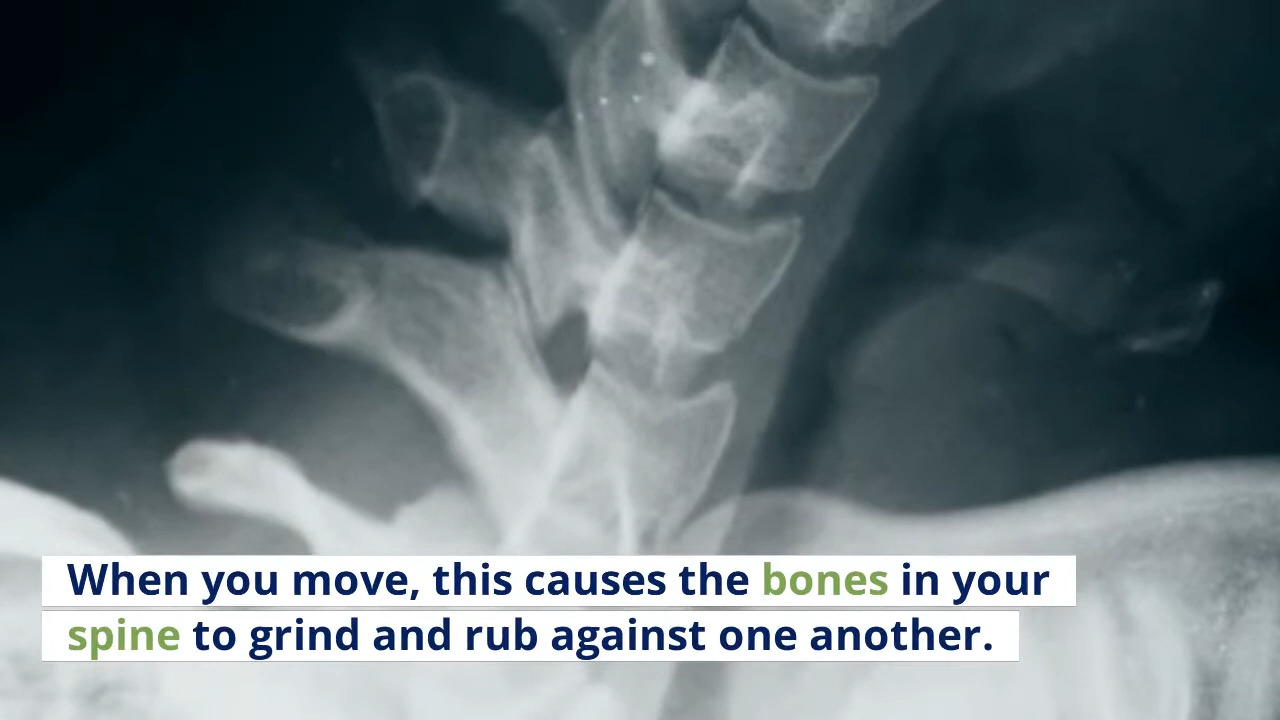 When you move, this causes the bones in your
spine to grind and rub against one another.